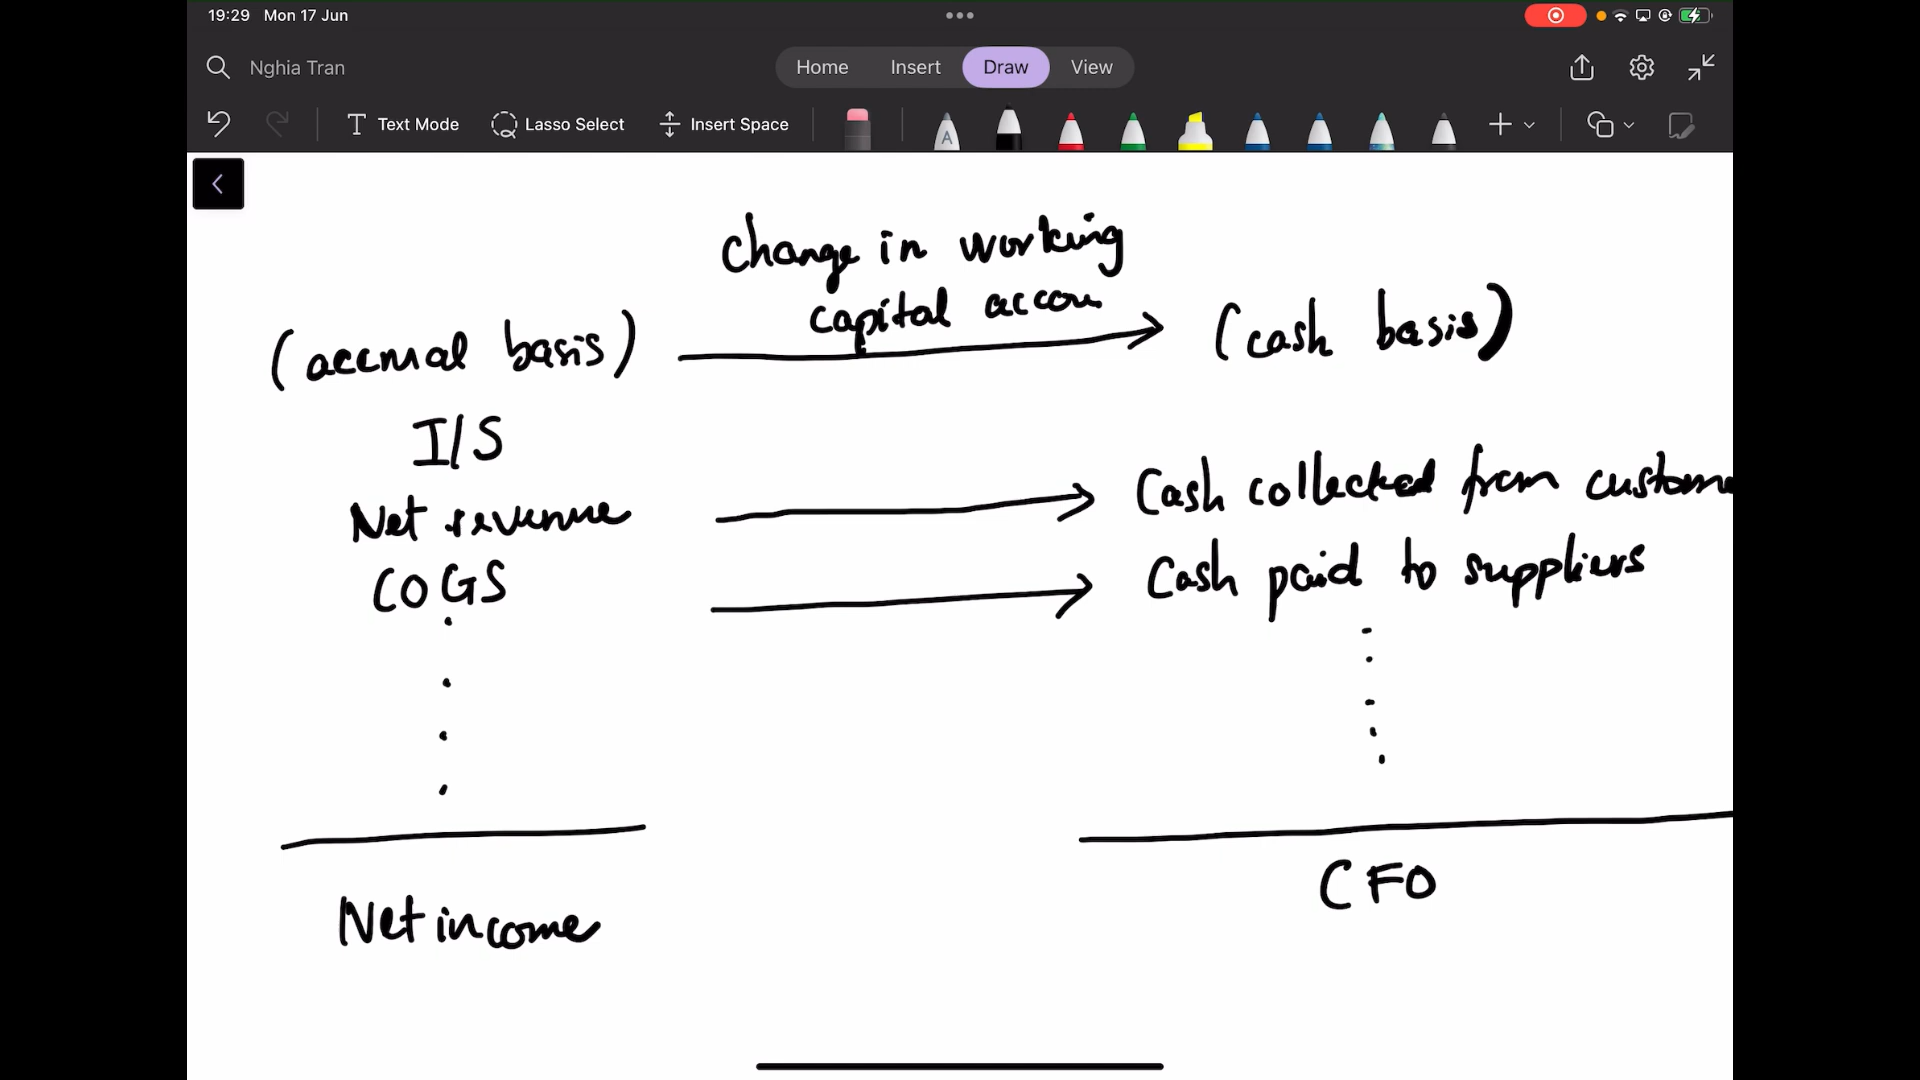 19:29 Mon 17 Jun
Nghia Tran
Home Insert Draw View
Text Mode Lasso Select Insert Space
A
Change in working
capital accou
(accrual basis) (cash basis)
I/S
Net revenue Cash collected from custome
COGS Cash paid to suppliers
Net income CFO